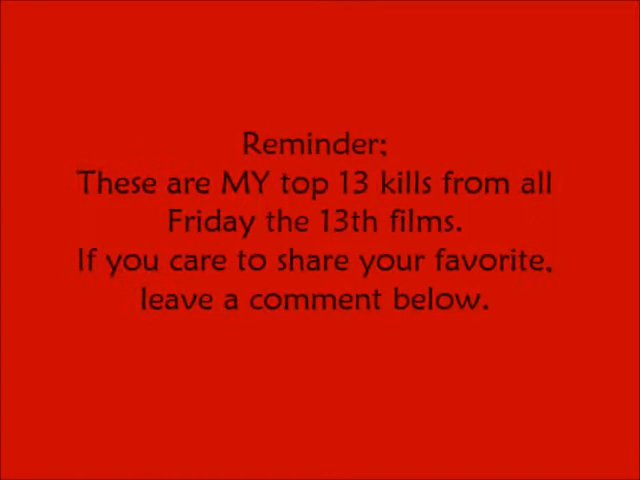 Reminder;
These are MY top 13 kills from all
Friday the 13th films.
If you care to share your favorite,
leave a comment below.